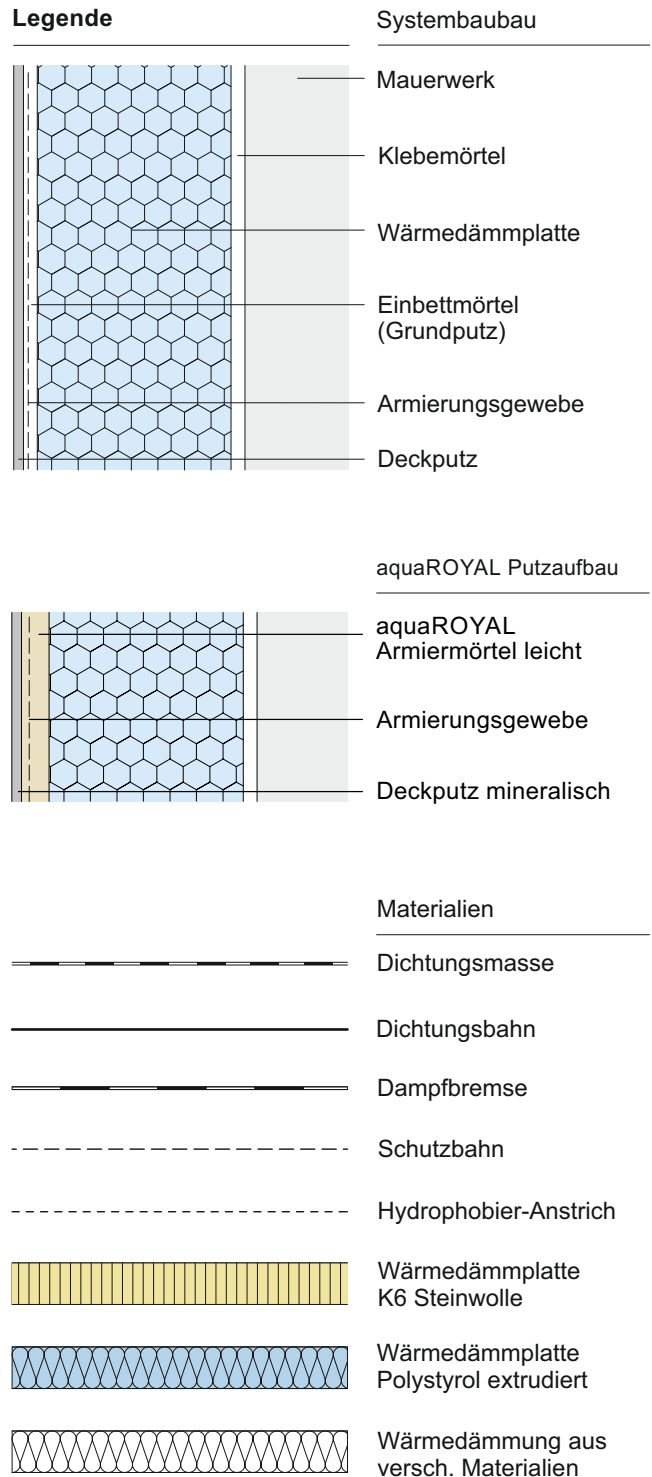 Legende
Systembaubau
Mauerwerk
Klebemörtel
Wärmedämmplatte
Einbettmörtel
(Grundputz)
Armierungsgewebe
Deckputz
aquaROYAL Putzaufbau
aquaROYAL
Armiermörtel leicht
Armierungsgewebe
Deckputz mineralisch
Materialien
Dichtungsmasse
Dichtungsbahn
Dampfbremse
Schutzbahn
Hydrophobier-Anstrich
Wärmedämmplatte
K6 Steinwolle
Wärmedämmplatte
Polystyrol extrudiert
Wärmedämmung aus
versch. Materialien